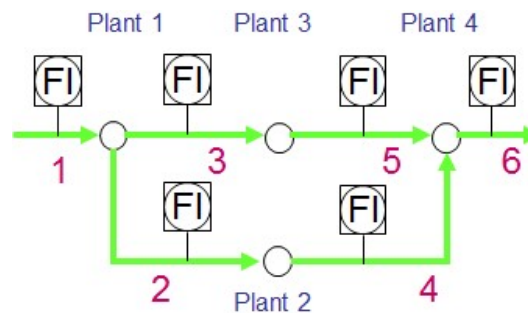 Plant 1 Plant 3 Plant 4
FI FI FI FI
1 3 5 6
FI FI
2 4
Plant 2